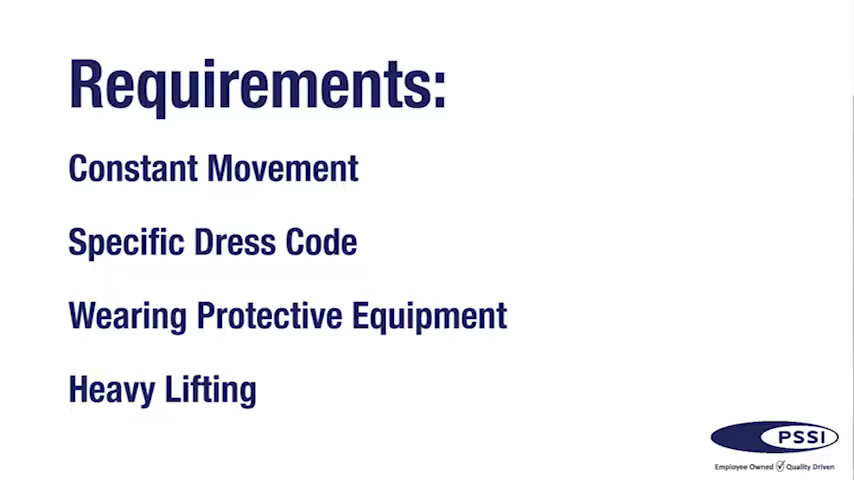 Requirements:
Constant Movement
Specific Dress Code
Wearing Protective Equipment
Heavy Lifting
PSSI
Employee Owned Quality Driven